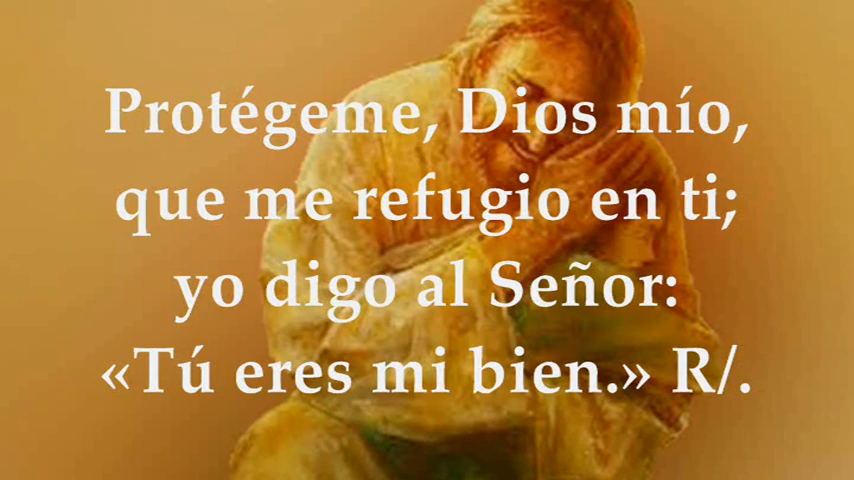 Protégeme, Dios mío,
que me refugio en ti;
yo digo al Señor:
«Tú eres mi bien.» R/.